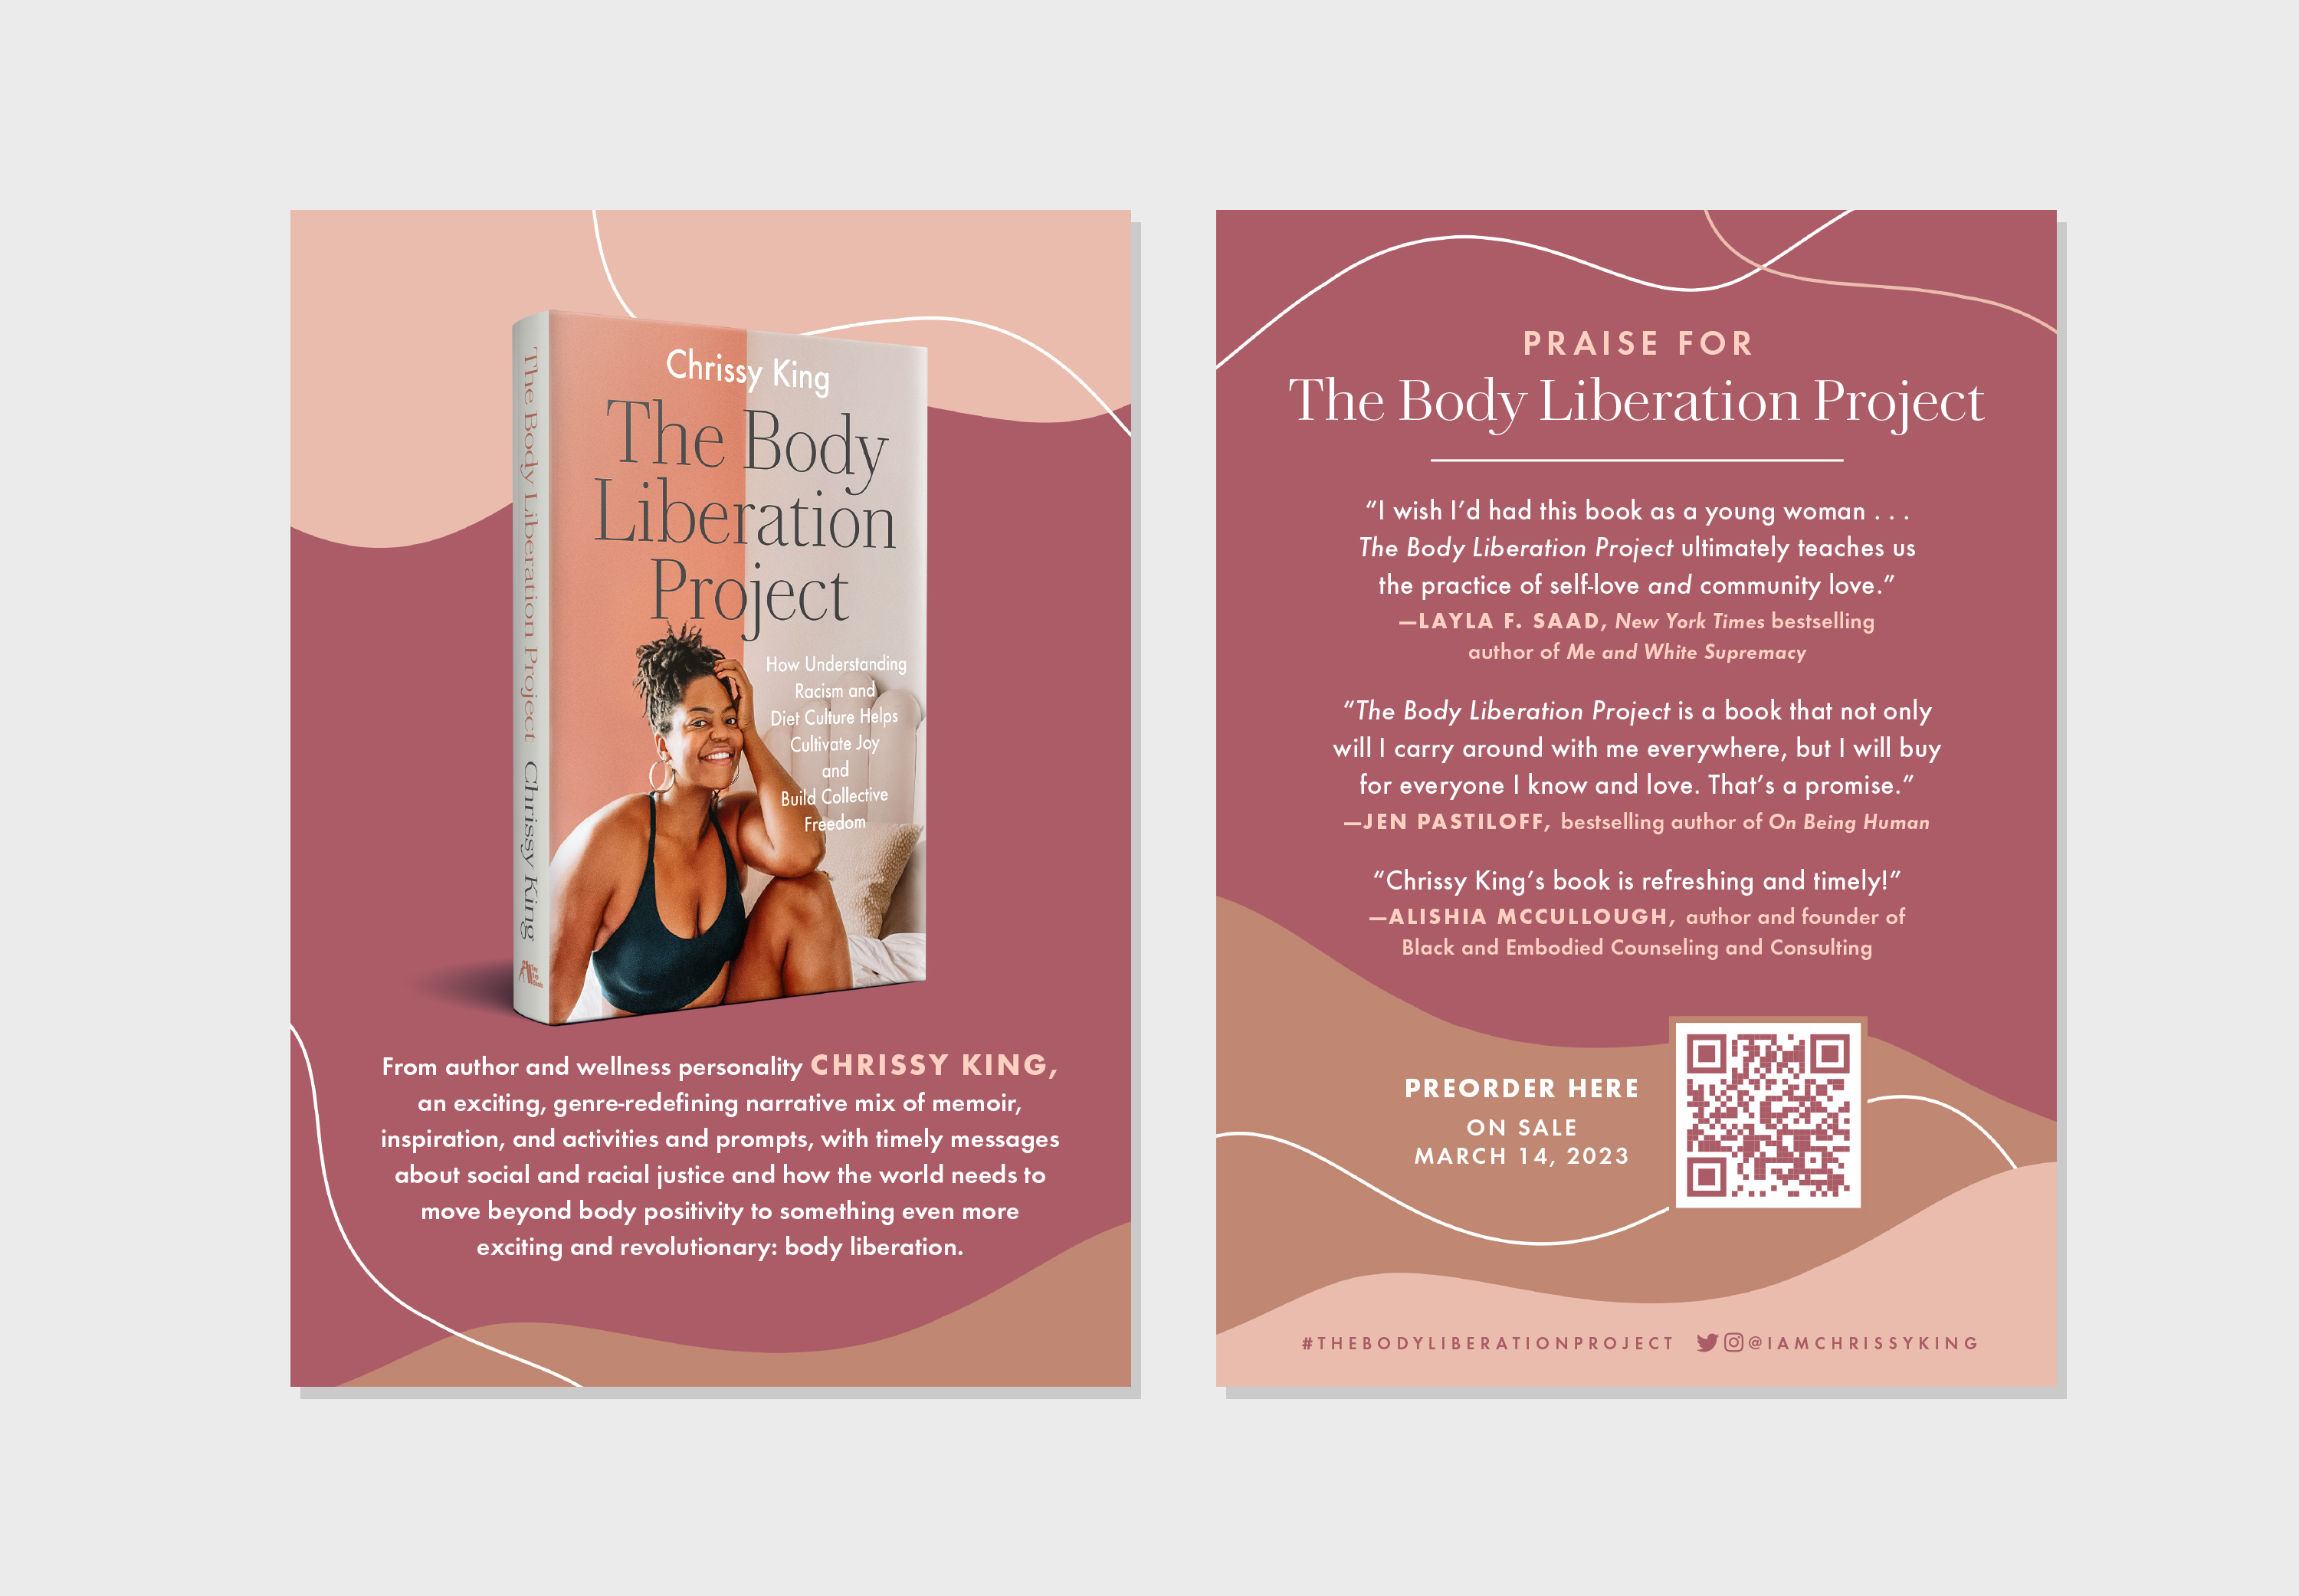 The Body Liberation Project Chrissy King
Chrissy King
The Body
Liberation
Project
How Understanding
Racism and
Diet Culture Helps
Cultivate Joy
and
Build Collective
Freedom
From author and wellness personality CHRISSY KING,
an exciting, genre-redefining narrative mix of memoir,
inspiration, and activities and prompts, with timely messages
about social and racial justice and how the world needs to
move beyond body positivity to something even more
exciting and revolutionary: body liberation.
PRAISE FOR
The Body Liberation Project
“I wish I’d had this book as a young woman . . .
The Body Liberation Project ultimately teaches us
the practice of self-love and community love.”
—LAYLA F. SAAD, New York Times bestselling
author of Me and White Supremacy
“The Body Liberation Project is a book that not only
will I carry around with me everywhere, but I will buy
for everyone I know and love. That’s a promise.”
—JEN PASTILOFF, bestselling author of On Being Human
“Chrissy King’s book is refreshing and timely!”
—ALISHIA MCCULLOUGH, author and founder of
Black and Embodied Counseling and Consulting
PREORDER HERE
ON SALE
MARCH 14, 2023
#THEBODYLIBERATIONPROJECT @IAMCHRISSYKING